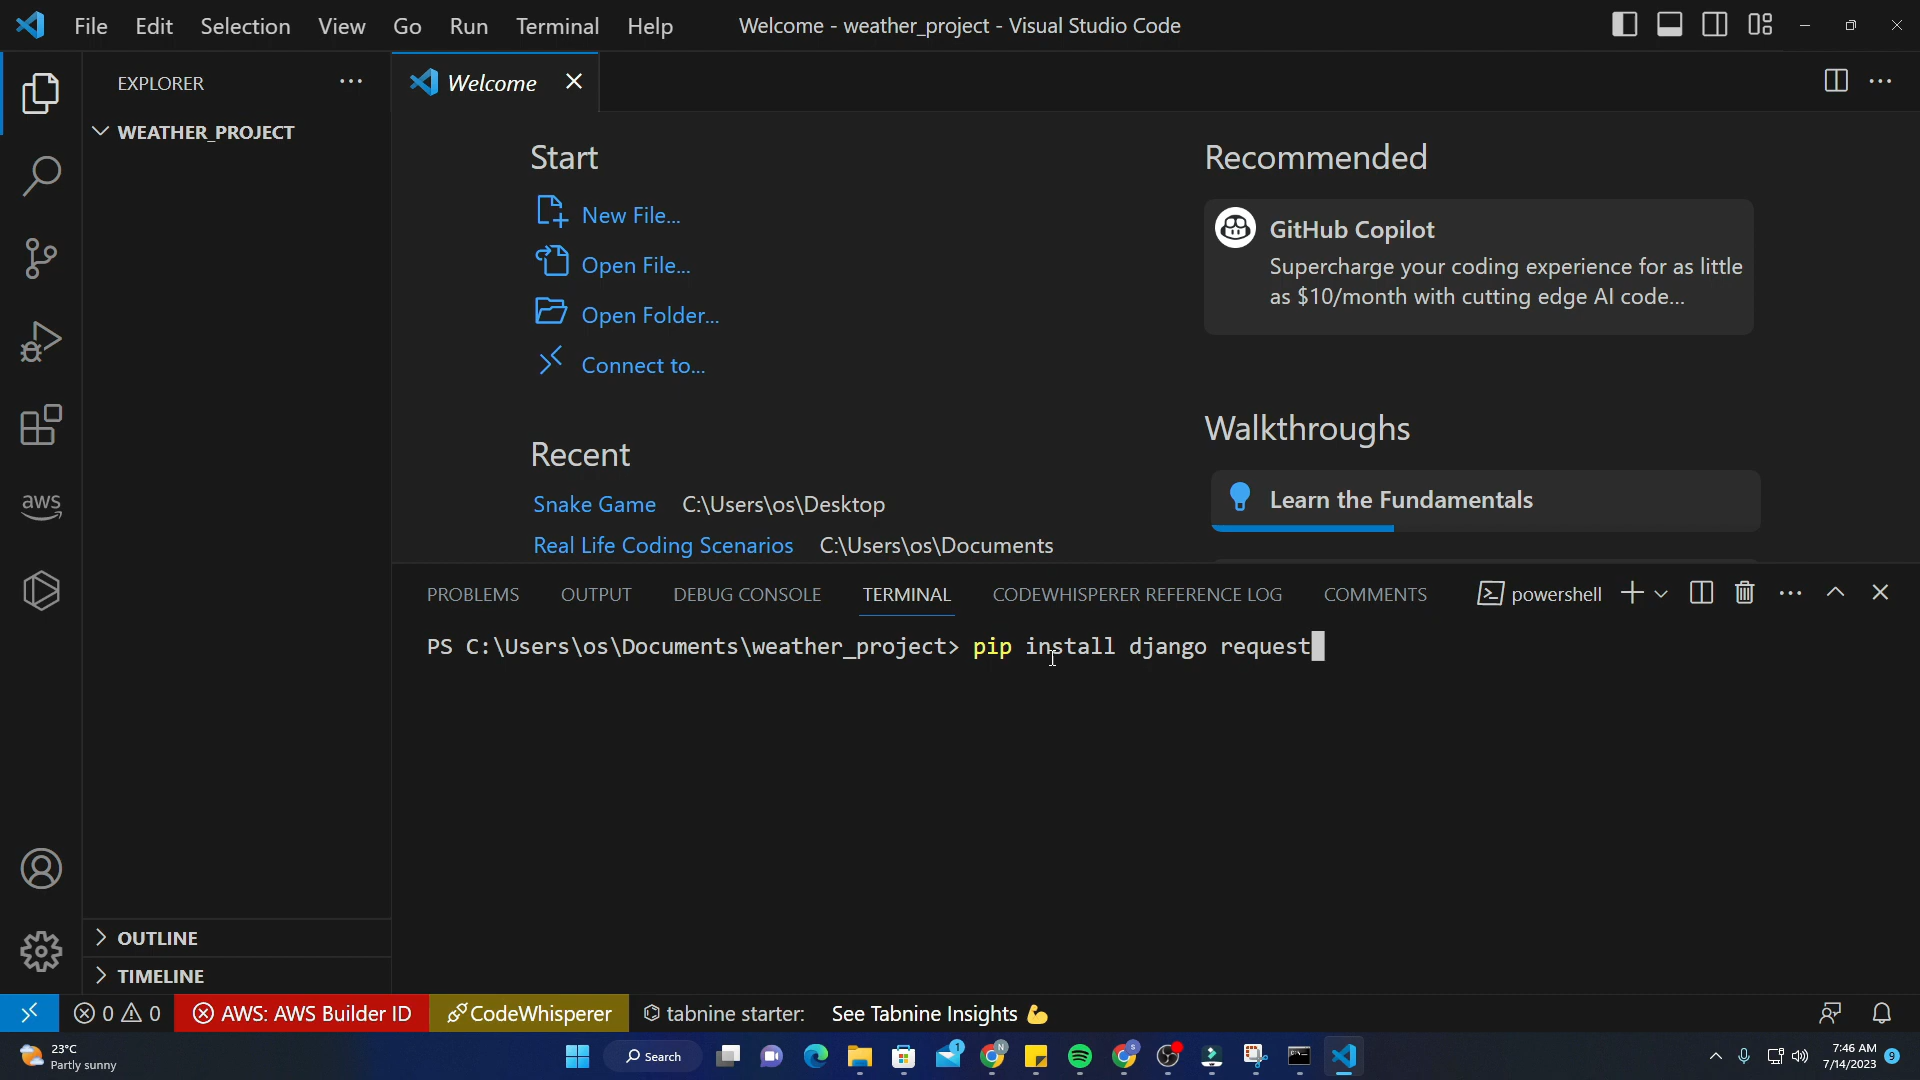 File Edit Selection View Go Run Terminal Help Welcome - weather_project - Visual Studio Code
EXPLORER
WEATHER_PROJECT
Welcome
Start
New File...
Open File...
Open Folder...
Connect to...
Recent
Snake Game C:\Users\os\Desktop
Real Life Coding Scenarios C:\Users\os\Documents
Recommended
GitHub Copilot
Supercharge your coding experience for as little
as $10/month with cutting edge AI code...
Walkthroughs
Learn the Fundamentals
PROBLEMS OUTPUT DEBUG CONSOLE TERMINAL CODEWHISPERER REFERENCE LOG COMMENTS powershell
PS C:\Users\os\Documents\weather_project> pip install django request
aws
OUTLINE
TIMELINE
0 0 AWS: AWS Builder ID CodeWhisperer tabnine starter: See Tabnine Insights
23°C
Partly sunny
Search
1
N
S
7:46 AM
7/14/2023
9